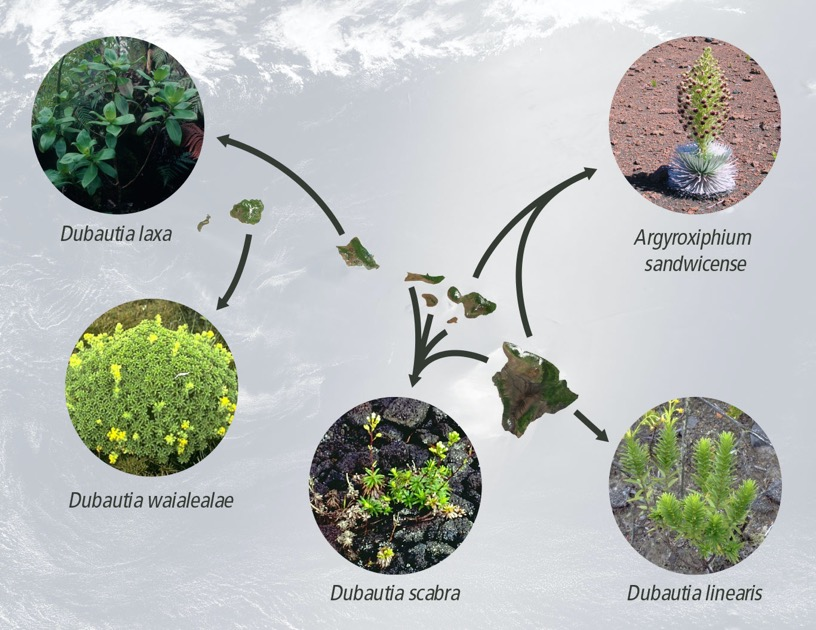 Dubautia laxa
Argyroxiphium
sandwicense
Dubautia waialealae
Dubautia scabra
Dubautia linearis